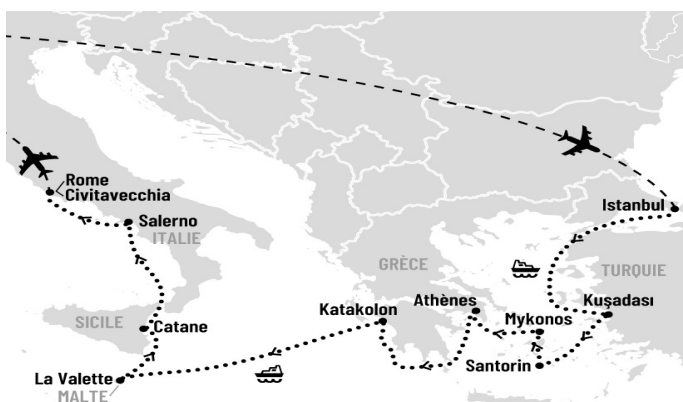 Rome
Civitavecchia
Salerno
ITALIE
Istanbul
GRÈCE
TURQUIE
SICILE
Catane
Katakolon
Athènes
Mykonos
Kuşadası
Santorin
La Valette
MALTE